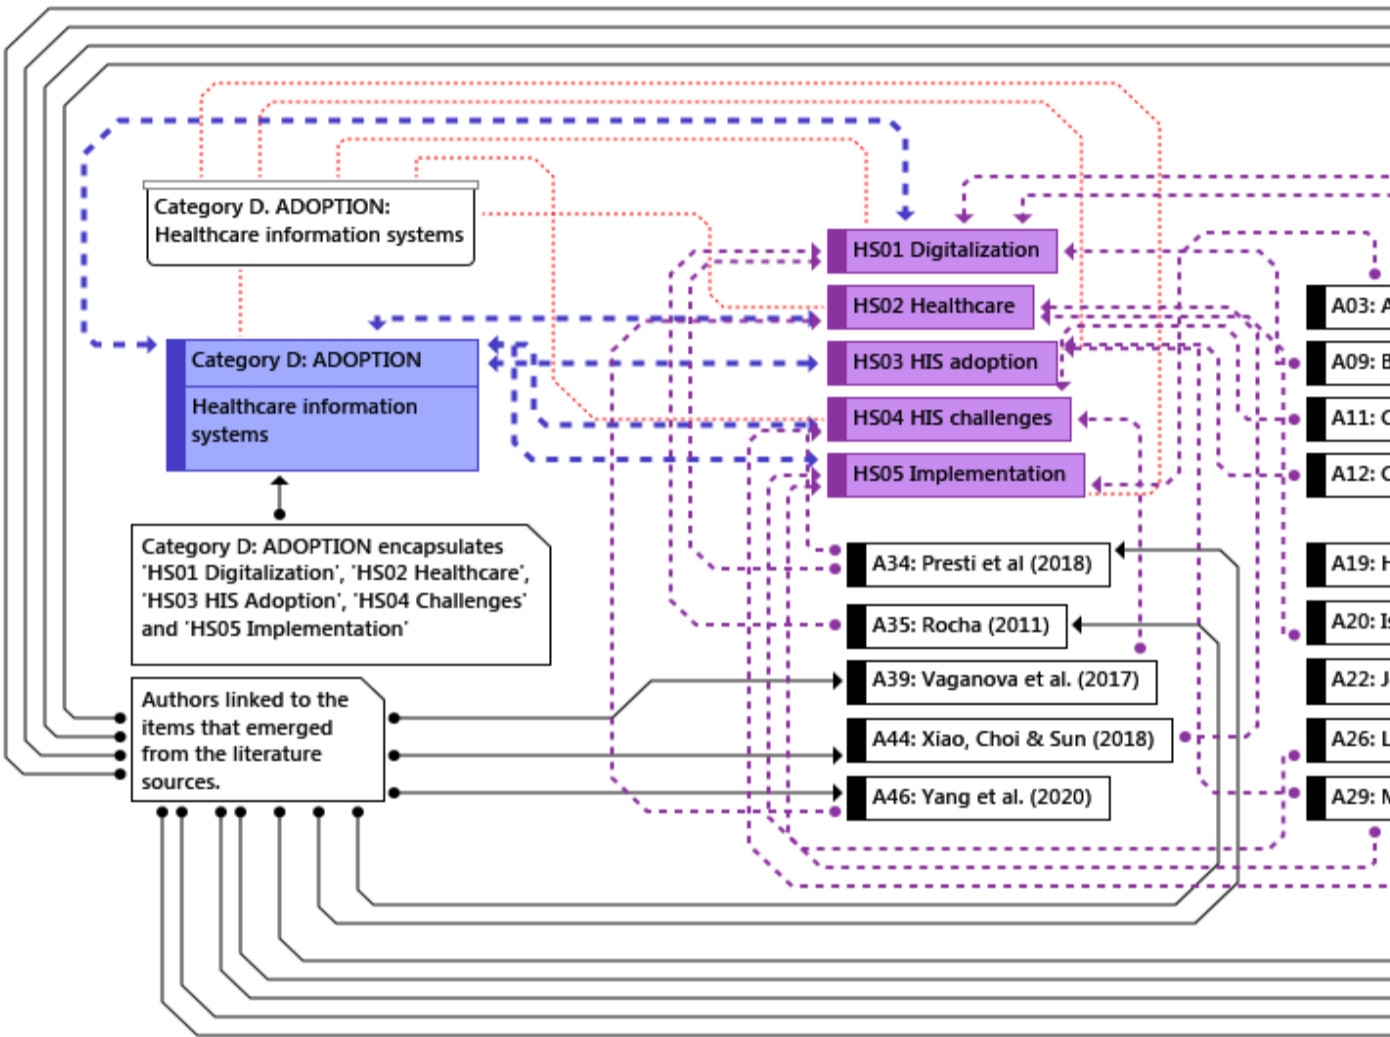 Category D. ADOPTION:
Healthcare information systems
Category D: ADOPTION
Healthcare information
systems
Category D: ADOPTION encapsulates
'HS01 Digitalization', 'HS02 Healthcare',
'HS03 HIS Adoption', 'HS04 Challenges'
and 'HS05 Implementation'
Authors linked to the
items that emerged
from the literature
sources.
HS01 Digitalization
HS02 Healthcare
HS03 HIS adoption
HS04 HIS challenges
HS05 Implementation
A34: Presti et al (2018)
A35: Rocha (2011)
A39: Vaganova et al. (2017)
A44: Xiao, Choi & Sun (2018)
A46: Yang et al. (2020)
A03:
A09:
A11:
A12:
A19:
A20:
A22:
A26:
A29: